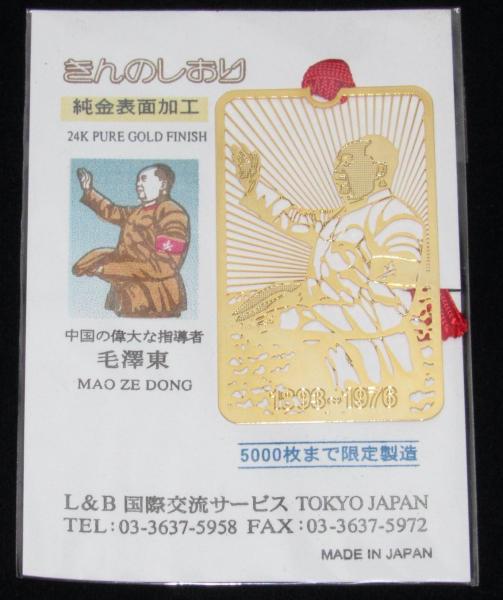 きんのしおり
純金表面加工
24K PURE GOLD FINISH
中国の偉大な指導者
毛澤東
MAO ZE DONG
1893-1976
5000枚まで限定製造
L&B 国際交流サービス TOKYO JAPAN
TEL:03-3637-5958 FAX:03-3637-5972
MADE IN JAPAN